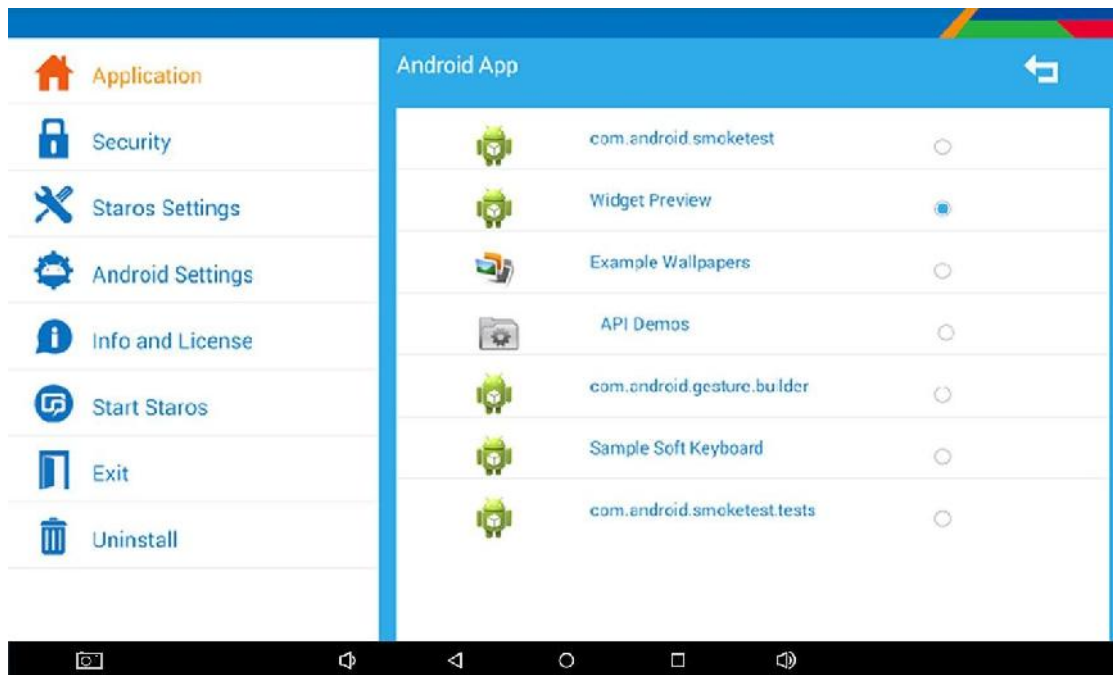 Application
Security
Staros Settings
Android Settings
Info and License
Start Staros
Exit
Uninstall
Android App
com.android.smoketest
Widget Preview
Example Wallpapers
API Demos
com.android.gesture.builder
Sample Soft Keyboard
com.android.smoketest.tests